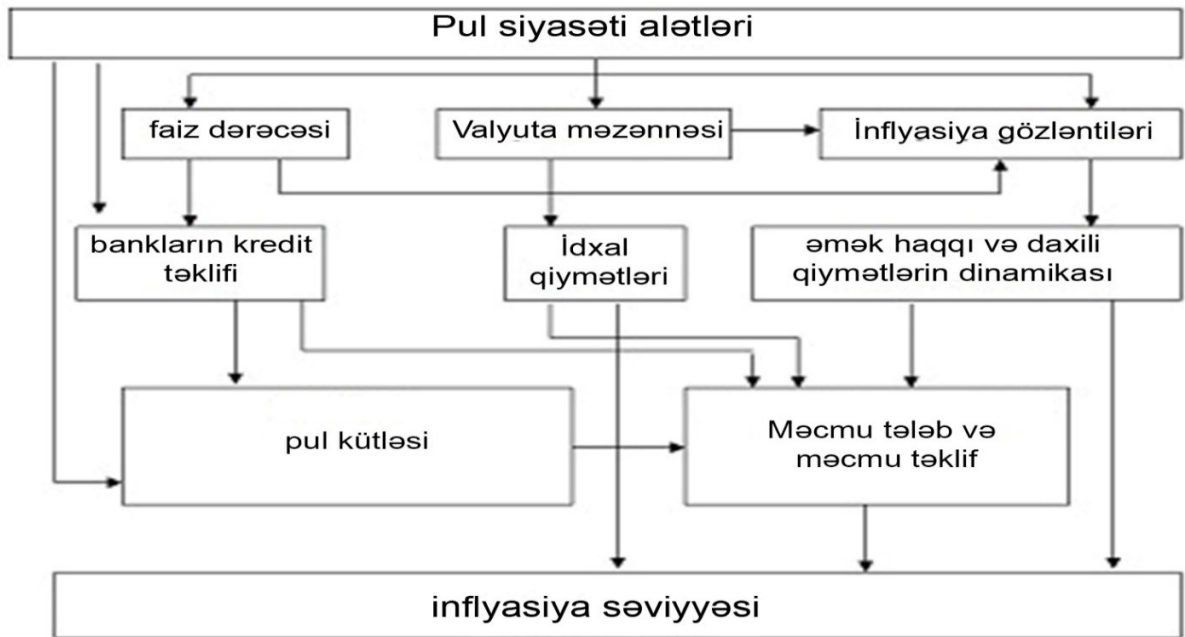 Pul siyasəti alətləri
faiz dərəcəsi
Valyuta məzənnəsi
İnflyasiya gözləntiləri
bankların kredit
təklifi
İdxal
qiymətləri
əmək haqqı və daxili
qiymətlərin dinamikası
pul kütləsi
Məcmu tələb və
məcmu təklif
inflyasiya səviyyəsi